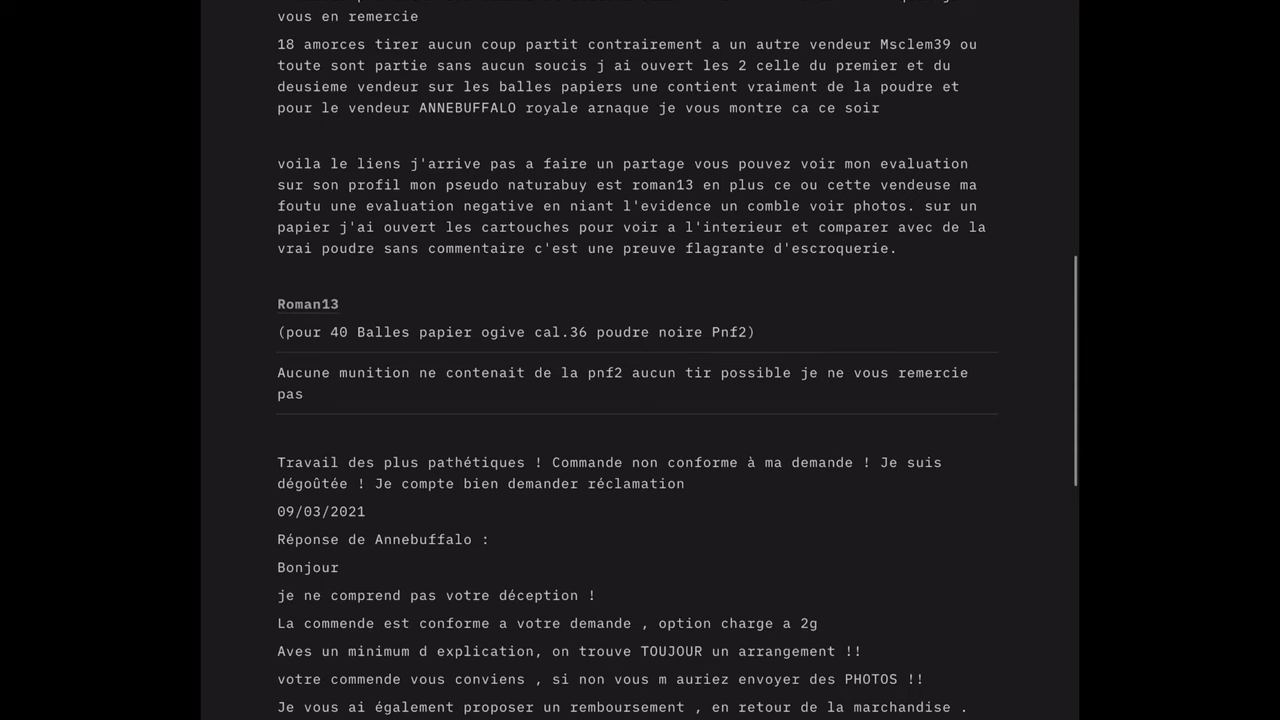 vous en remercie
18 amorces tirer aucun coup partit contrairement a un autre vendeur Msclem39 ou
toute sont partie sans aucun soucis j ai ouvert les 2 celle du premier et du
deusieme vendeur sur les balles papiers une contient vraiment de la poudre et
pour le vendeur ANNEBUFFALO royale arnaque je vous montre ca ce soir
voila le liens j'arrive pas a faire un partage vous pouvez voir mon evaluation
sur son profil mon pseudo naturabuy est roman13 en plus ce ou cette vendeuse ma
foutu une evaluation negative en niant l'evidence un comble voir photos. sur un
papier j'ai ouvert les cartouches pour voir a l'interieur et comparer avec de la
vrai poudre sans commentaire c'est une preuve flagrante d'escroquerie.
Roman13
(pour 40 Balles papier ogive cal.36 poudre noire Pnf2)
Aucune munition ne contenait de la pnf2 aucun tir possible je ne vous remercie
pas
Travail des plus pathétiques ! Commande non conforme à ma demande ! Je suis
dégoûtée ! Je compte bien demander réclamation
09/03/2021
Réponse de Annebuffalo :
Bonjour
je ne comprend pas votre déception !
La commende est conforme a votre demande , option charge a 2g
Aves un minimum d explication, on trouve TOUJOUR un arrangement !!
votre commende vous conviens , si non vous m auriez envoyer des PHOTOS !!
Je vous ai également proposer un remboursement , en retour de la marchandise .